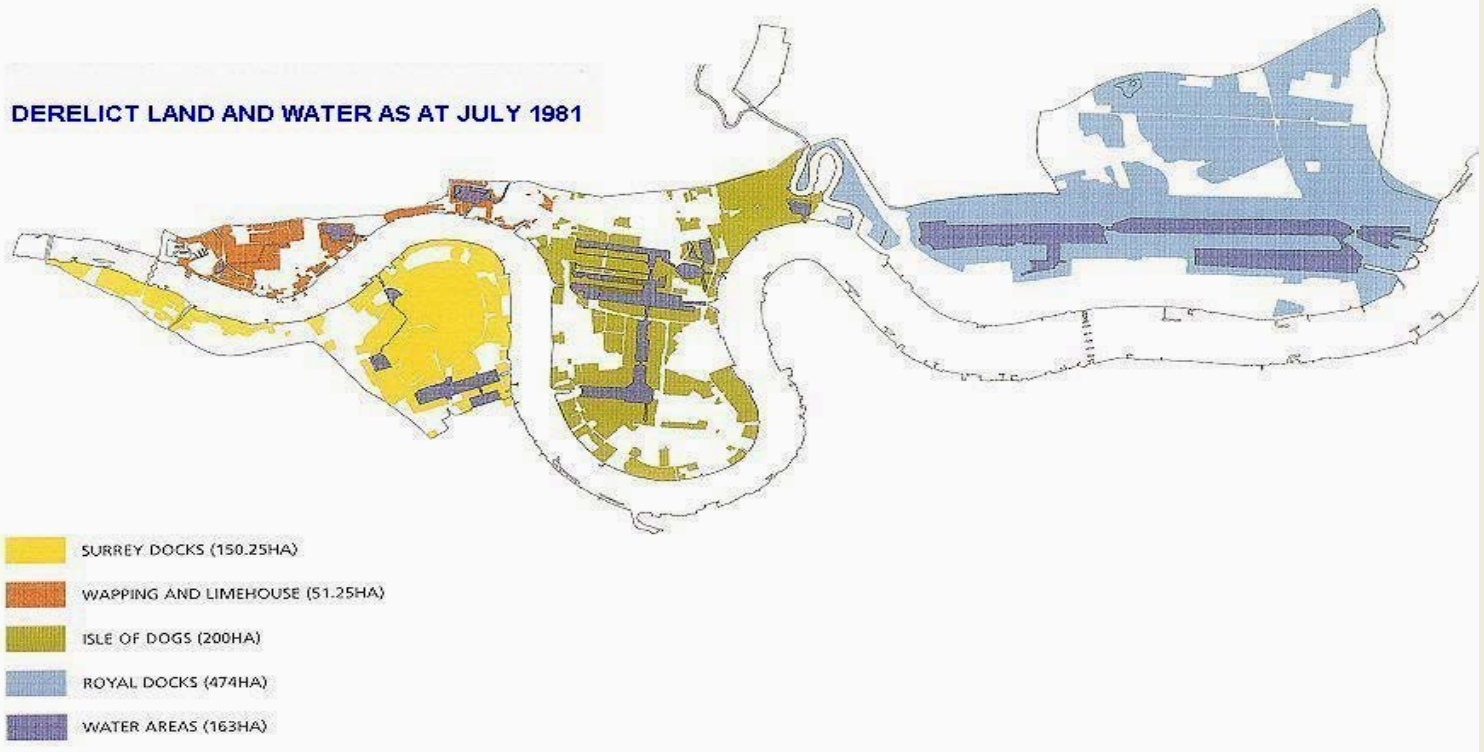 DERELICT LAND AND WATER AS AT JULY 1981
SURREY DOCKS (150.25HA)
WAPPING AND LIMEHOUSE (51.25HA)
ISLE OF DOGS (200HA)
ROYAL DOCKS (474HA)
WATER AREAS (163HA)